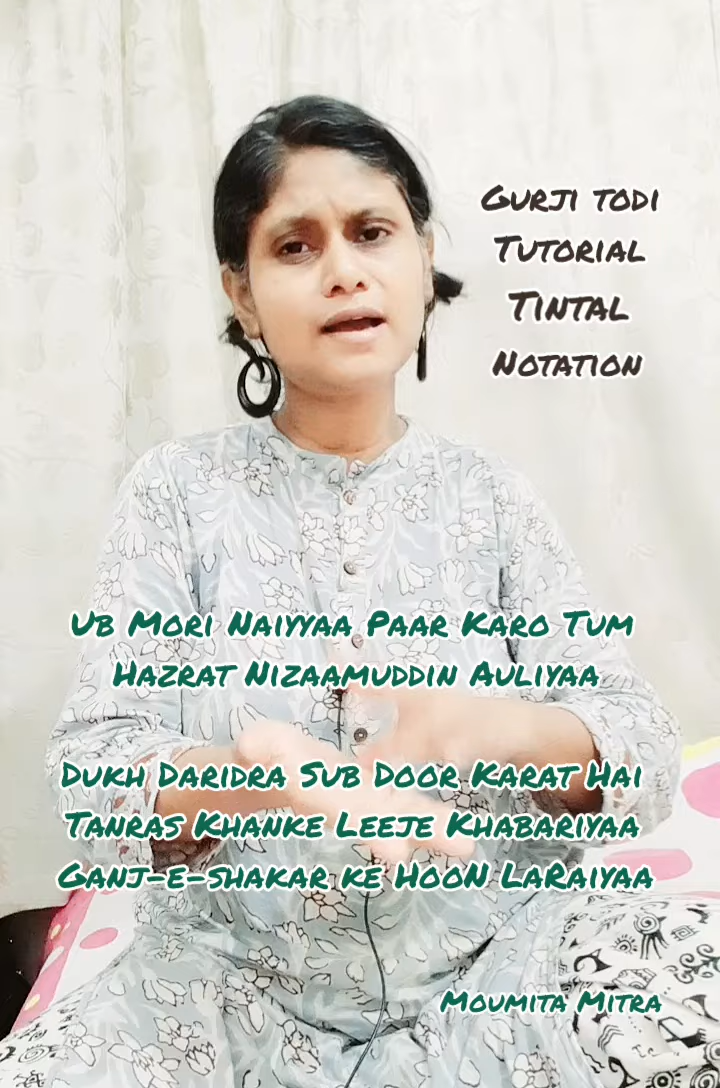 Gurji todi
Tutorial
Tintal
Notation
Ub Mori Naiyyaa Paar Karo Tum
Hazrat Nizaamuddin Auliyaa
Dukh Daridra Sub Door Karat Hai
Tanras Khanke Leeje Khabariyaa
Ganj-e-shakar ke HooN LaRaiyaa
Moumita Mitra